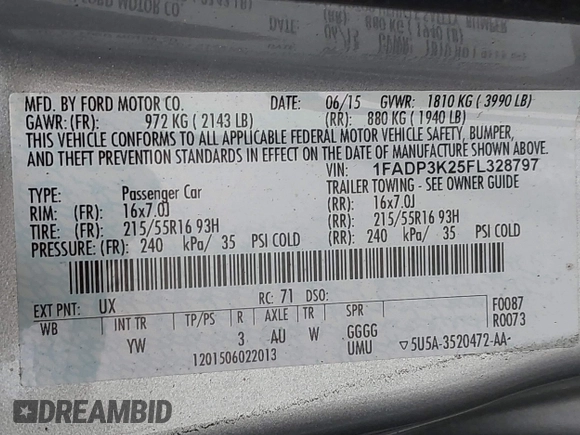 MFD. BY FORD MOTOR CO. DATE: 06/15 GVWR: 1810 KG ( 3990 LB)
GAWR: (FR): 972 KG ( 2143 LB) (RR): 880 KG ( 1940 LB)
THIS VEHICLE CONFORMS TO ALL APPLICABLE FEDERAL MOTOR VEHICLE SAFETY, BUMPER,
AND THEFT PREVENTION STANDARDS IN EFFECT ON THE DATE OF MANUFACTURE SHOWN ABOVE.
VIN: 1FADP3K25FL328797
TYPE: Passenger Car TRAILER TOWING - SEE OWNER GUIDE
RIM: (FR): 16x7.0J (RR): 16x7.0J
TIRE: (FR): 215/55R16 93H (RR): 215/55R16 93H
PRESSURE: (FR): 240 kPa/ 35 PSI COLD (RR): 240 kPa/ 35 PSI COLD
EXT PNT: UX RC: 71 DSO:
WB INT TR TP/PS R AXLE TR SPR F0087
YW 3 AU W GGGG R0073
1201506022013 UMU ▽5U5A-3520472-AA-
DREAMBID